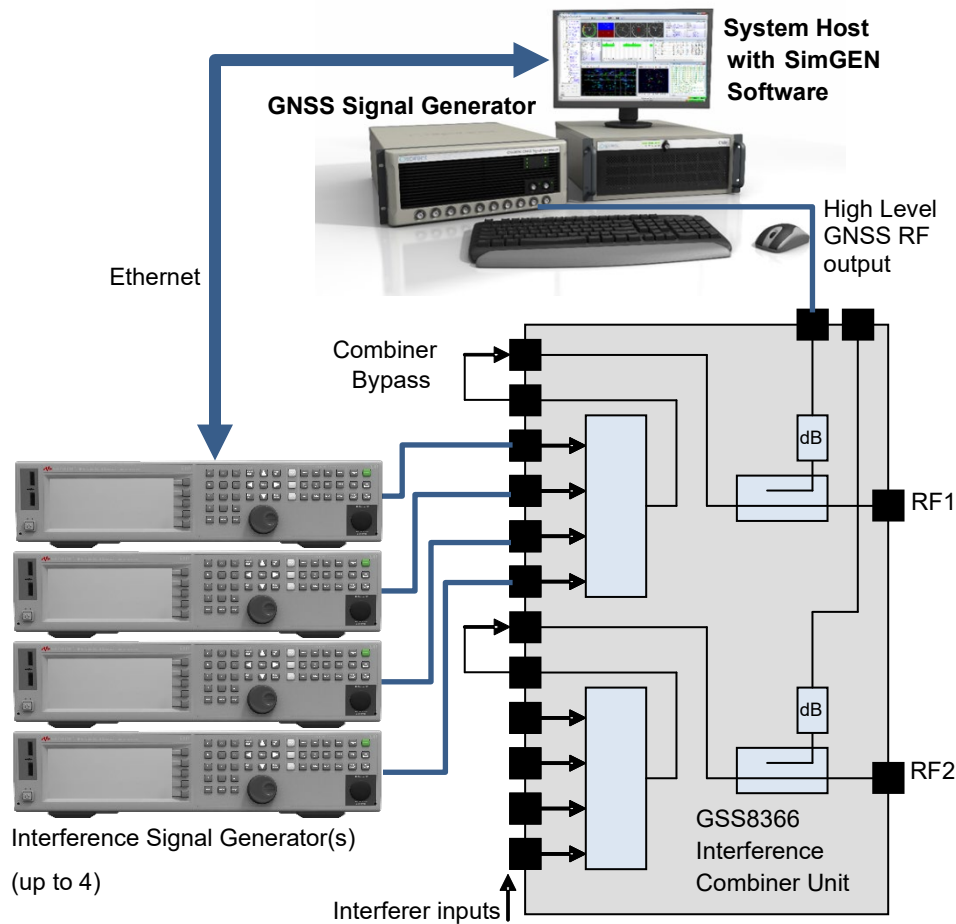 System Host
with SimGEN
Software
GNSS Signal Generator
High Level
GNSS RF
output
Ethernet
Combiner
Bypass
dB
RF1
dB
RF2
GSS8366
Interference
Combiner Unit
Interference Signal Generator(s)
(up to 4)
Interferer inputs